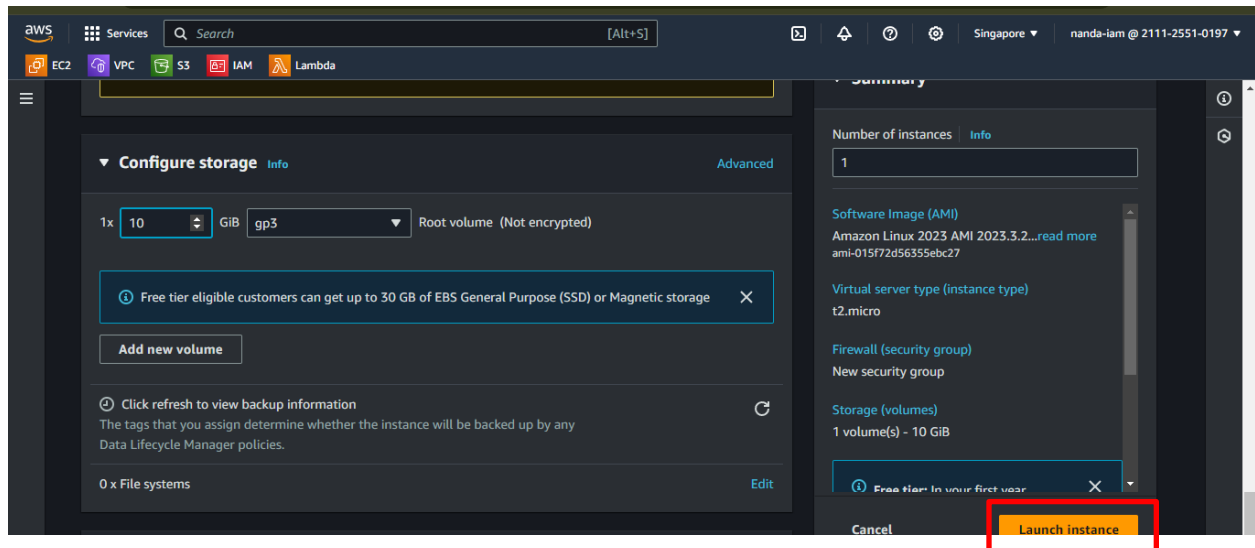 aws Services Search [Alt+S] Singapore nanda-iam @ 2111-2551-0197
EC2 VPC S3 IAM Lambda
Configure storage Info Advanced
1x 10 GiB gp3 Root volume (Not encrypted)
Free tier eligible customers can get up to 30 GB of EBS General Purpose (SSD) or Magnetic storage
Add new volume
Click refresh to view backup information
The tags that you assign determine whether the instance will be backed up by any
Data Lifecycle Manager policies.
0 x File systems Edit
Summary
Number of instances Info
1
Software Image (AMI)
Amazon Linux 2023 AMI 2023.3.2...read more
ami-015f72d56355ebc27
Virtual server type (instance type)
t2.micro
Firewall (security group)
New security group
Storage (volumes)
1 volume(s) - 10 GiB
Free tier: In your first year
Cancel Launch instance